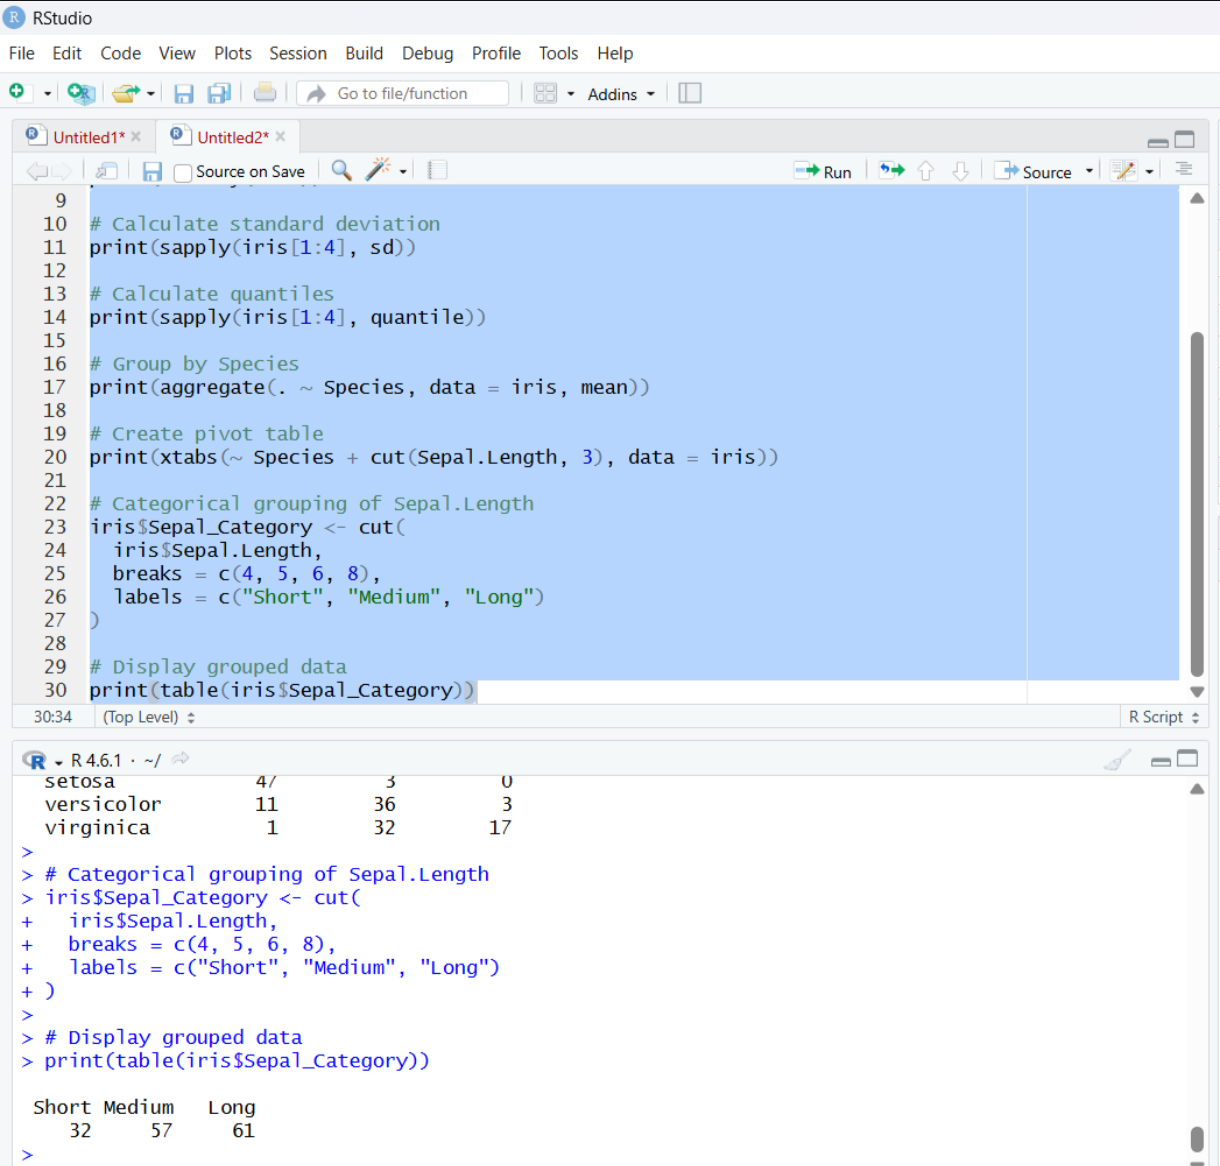 RStudio
File Edit Code View Plots Session Build Debug Profile Tools Help
Go to file/function Addins
Untitled1* Untitled2*
Source on Save Run Source
9
10 # Calculate standard deviation
11 print(sapply(iris[1:4], sd))
12
13 # Calculate quantiles
14 print(sapply(iris[1:4], quantile))
15
16 # Group by Species
17 print(aggregate(. ~ Species, data = iris, mean))
18
19 # Create pivot table
20 print(xtabs(~ Species + cut(Sepal.Length, 3), data = iris))
21
22 # Categorical grouping of Sepal.Length
23 iris$Sepal_Category <- cut(
24   iris$Sepal.Length,
25   breaks = c(4, 5, 6, 8),
26   labels = c("Short", "Medium", "Long")
27 )
28
29 # Display grouped data
30 print(table(iris$Sepal_Category))
30:34 (Top Level) R Script
R R 4.6.1 · ~/
setosa 47 3 0
versicolor 11 36 3
virginica 1 32 17
>
> # Categorical grouping of Sepal.Length
> iris$Sepal_Category <- cut(
+   iris$Sepal.Length,
+   breaks = c(4, 5, 6, 8),
+   labels = c("Short", "Medium", "Long")
+ )
>
> # Display grouped data
> print(table(iris$Sepal_Category))
Short Medium Long
32 57 61
>